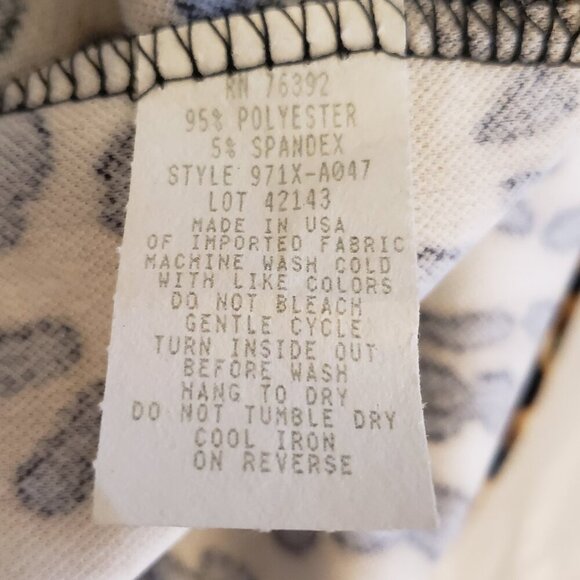 RN 76392
95% POLYESTER
5% SPANDEX
STYLE 971X-A047
LOT 42143
MADE IN USA
OF IMPORTED FABRIC
MACHINE WASH COLD
WITH LIKE COLORS
DO NOT BLEACH
GENTLE CYCLE
TURN INSIDE OUT
BEFORE WASH
HANG TO DRY
DO NOT TUMBLE DRY
COOL IRON
ON REVERSE